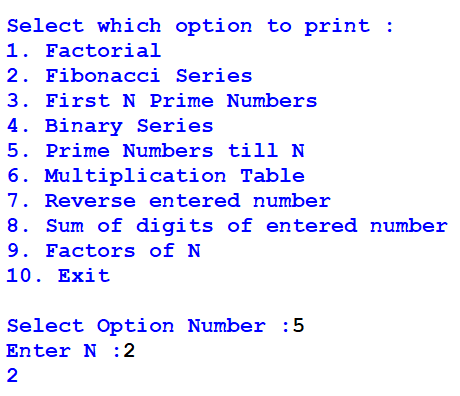 Select which option to print :
1. Factorial
2. Fibonacci Series
3. First N Prime Numbers
4. Binary Series
5. Prime Numbers till N
6. Multiplication Table
7. Reverse entered number
8. Sum of digits of entered number
9. Factors of N
10. Exit
Select Option Number :5
Enter N :2
2